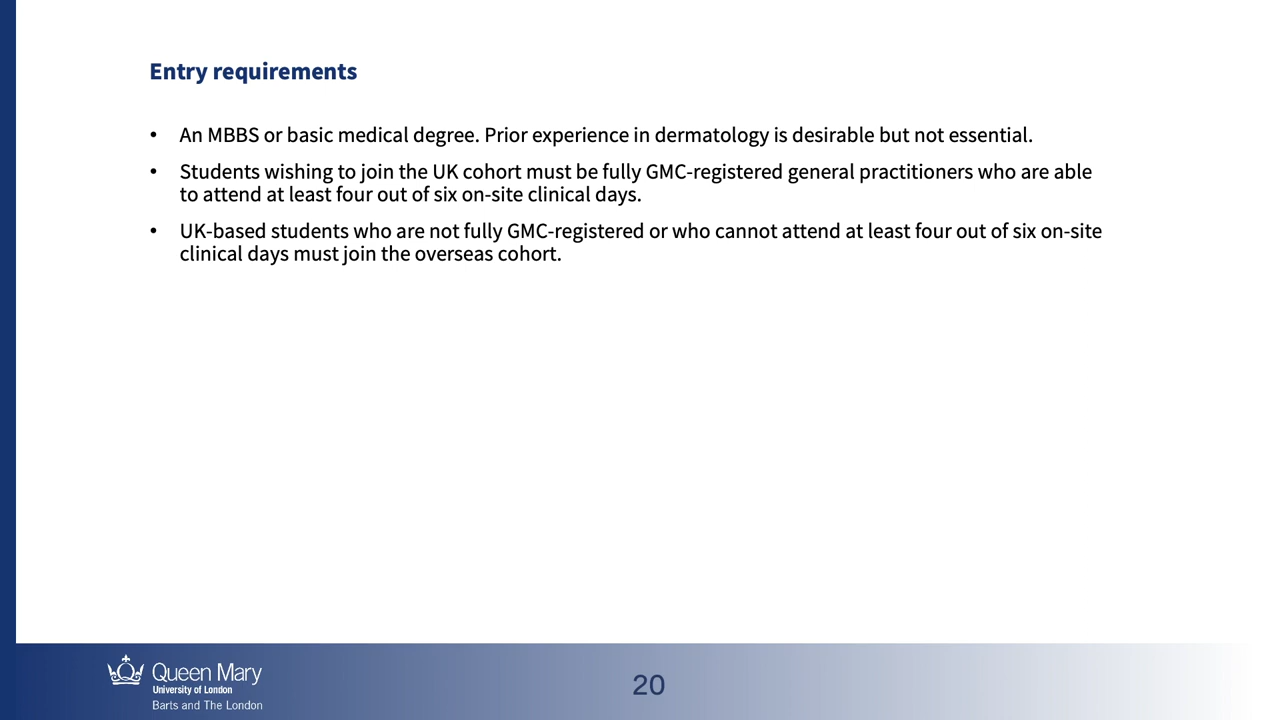 Entry requirements
• An MBBS or basic medical degree. Prior experience in dermatology is desirable but not essential.
• Students wishing to join the UK cohort must be fully GMC-registered general practitioners who are able
to attend at least four out of six on-site clinical days.
• UK-based students who are not fully GMC-registered or who cannot attend at least four out of six on-site
clinical days must join the overseas cohort.
Queen Mary
University of London
Barts and The London
20